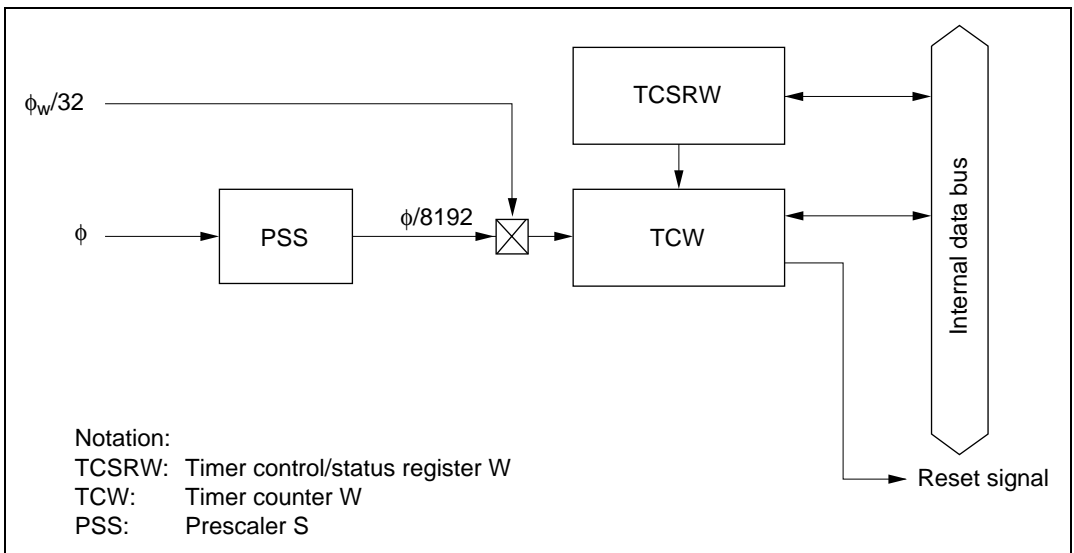 TCSRW
ϕw/32
ϕ/8192
ϕ
PSS
TCW
Internal data bus
Reset signal
Notation:
TCSRW: Timer control/status register W
TCW: Timer counter W
PSS: Prescaler S